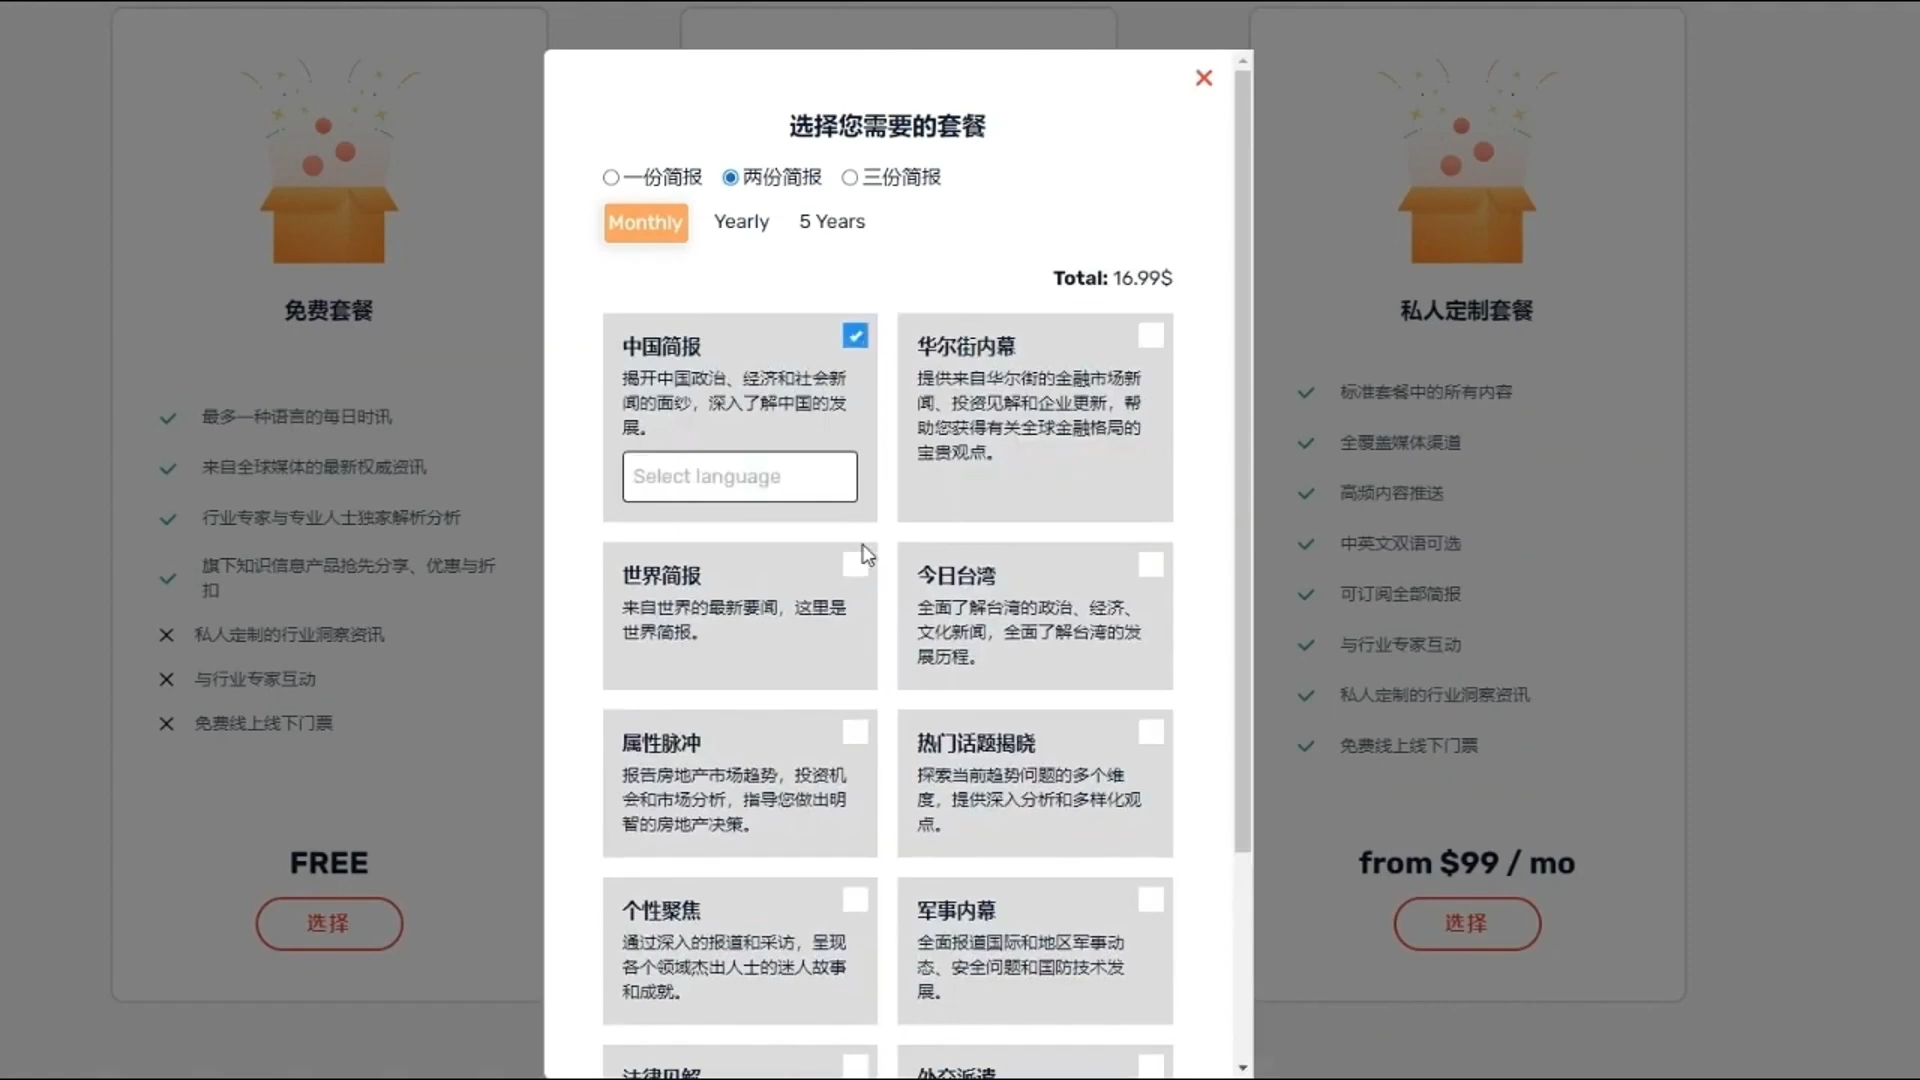 选择您需要的套餐
一份简报 两份简报 三份简报
Monthly Yearly 5 Years
Total: 16.99$
中国简报
揭开中国政治、经济和社会新
闻的面纱，深入了解中国的发
展。
Select language
华尔街内幕
提供来自华尔街的金融市场新
闻、投资见解和企业更新，帮
助您获得有关全球金融格局的
宝贵观点。
世界简报
来自世界的最新要闻，这里是
世界简报。
今日台湾
全面了解台湾的政治、经济、
文化新闻，全面了解台湾的发
展历程。
属性脉冲
报告房地产市场趋势，投资机
会和市场分析，指导您做出明
智的房地产决策。
热门话题揭晓
探索当前趋势问题的多个维
度，提供深入分析和多样化观
点。
个性聚焦
通过深入的报道和采访，呈现
各个领域杰出人士的迷人故事
和成就。
军事内幕
全面报道国际和地区军事动
态、安全问题和国防技术发
展。
法律见解
外交派遣
免费套餐
最多一种语言的每日时讯
来自全球媒体的最新权威资讯
行业专家与专业人士独家解析分析
旗下知识信息产品抢先分享、优惠与折
扣
私人定制的行业洞察资讯
与行业专家互动
免费线上线下门票
FREE
选择
私人定制套餐
标准套餐中的所有内容
全覆盖媒体渠道
高频内容推送
中英文双语可选
可订阅全部简报
与行业专家互动
私人定制的行业洞察资讯
免费线上线下门票
from $99 / mo
选择